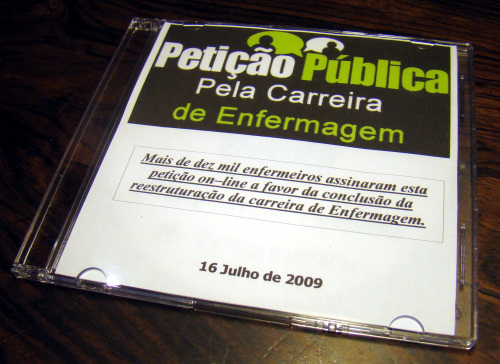 Petição Pública
Pela Carreira
de Enfermagem
Mais de dez mil enfermeiros assinaram esta
petição on-line a favor da conclusão da
reestruturação da carreira de Enfermagem.
16 Julho de 2009